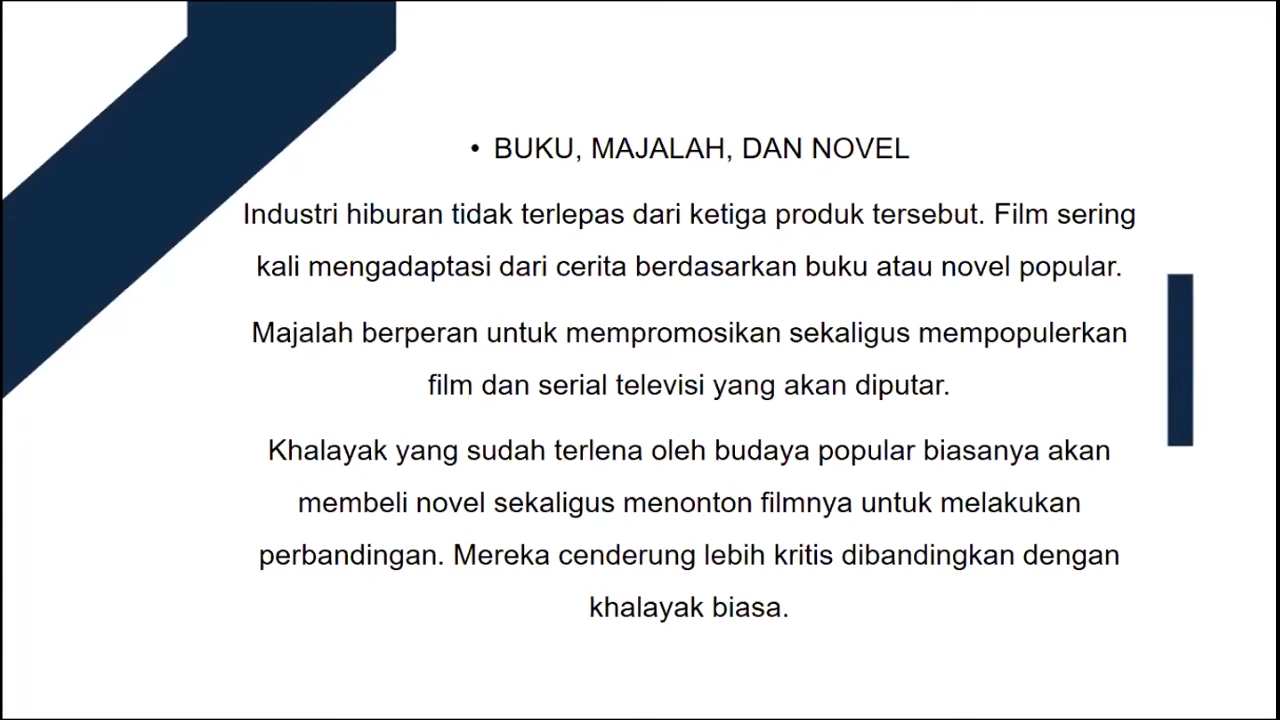 • BUKU, MAJALAH, DAN NOVEL
Industri hiburan tidak terlepas dari ketiga produk tersebut. Film sering
kali mengadaptasi dari cerita berdasarkan buku atau novel popular.
Majalah berperan untuk mempromosikan sekaligus mempopulerkan
film dan serial televisi yang akan diputar.
Khalayak yang sudah terlena oleh budaya popular biasanya akan
membeli novel sekaligus menonton filmnya untuk melakukan
perbandingan. Mereka cenderung lebih kritis dibandingkan dengan
khalayak biasa.